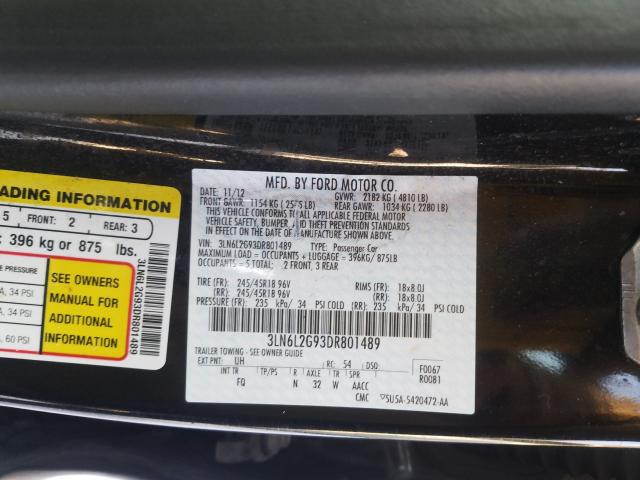 ADING INFORMATION
5 FRONT: 2 REAR: 3
396 kg or 875 lbs.
PRESSURE
34 PSI
34 PSI
60 PSI
SEE OWNERS
MANUAL FOR
ADDITIONAL
INFORMATION
3LN6L2G93DR801489
MFD. BY FORD MOTOR CO.
DATE: 11/12 GVWR: 2182 KG ( 4810 LB)
FRONT GAWR: 1154 KG ( LB) REAR GAWR: 1034 KG ( 2280 LB)
THIS VEHICLE CONFORMS TO ALL APPLICABLE FEDERAL MOTOR
VEHICLE SAFETY, BUMPER, AND THEFT PREVENTION STANDARDS
IN EFFECT ON THE DATE OF MANUFACTURE SHOWN ABOVE.
VIN: 3LN6L2G93DR801489 TYPE: Passenger Car
MAXIMUM LOAD = OCCUPANTS + LUGGAGE = 396KG/ 875LB
OCCUPANTS = 5 TOTAL: 2 FRONT, 3 REAR
TIRE (FR): 245/45R18 96V RIMS (FR): 18x8.0J
TIRE (RR): 245/45R18 96V (RR): 18x8.0J
PRESSURE (FR): 235 kPa/ 34 PSI COLD (RR): 235 kPa/ 34 PSI COLD
3LN6L2G93DR801489
TRAILER TOWING - SEE OWNER GUIDE
EXT PNT: UH RC: 54 DSO: F0067
INT TR TP/PS R AXLE TR SPR R0081
FQ N 32 W AACC
CMC 5U5A-5420472-AA